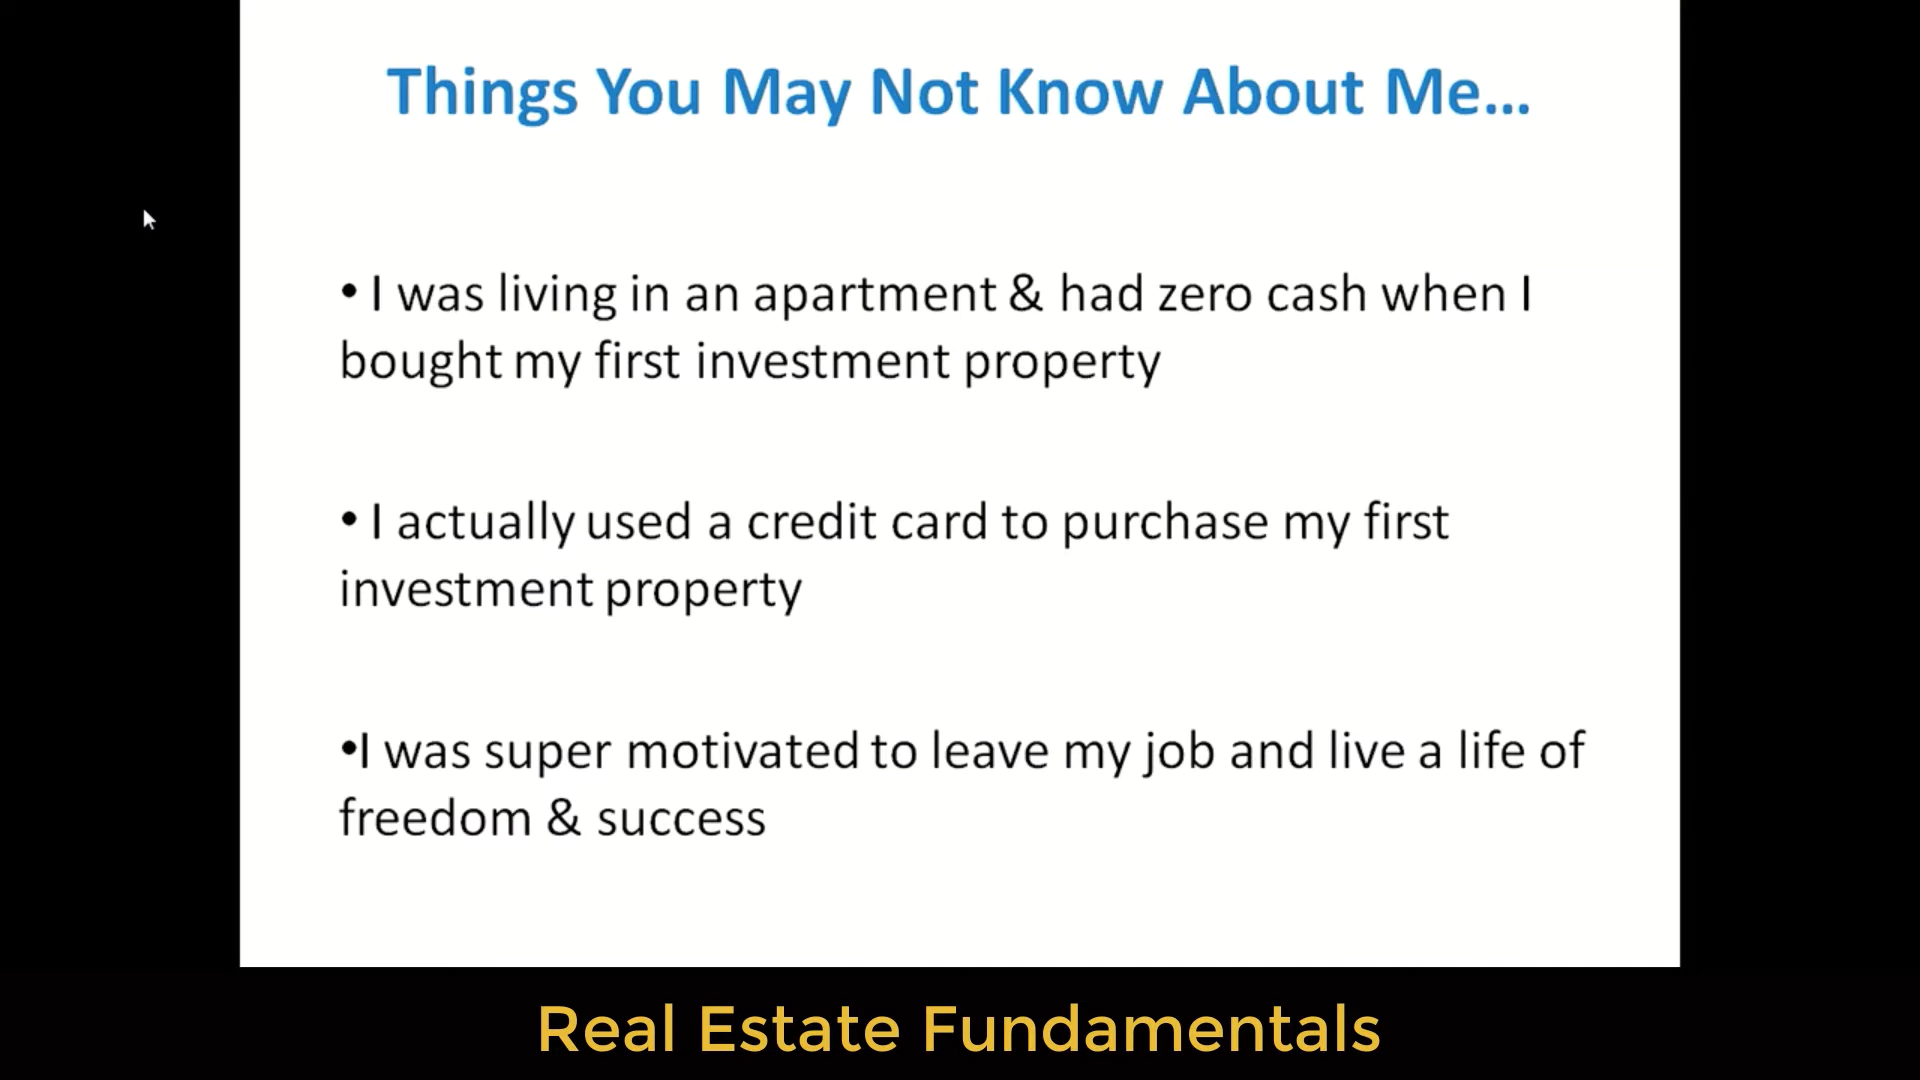 Things You May Not Know About Me...
• I was living in an apartment & had zero cash when I
bought my first investment property
• I actually used a credit card to purchase my first
investment property
•I was super motivated to leave my job and live a life of
freedom & success
Real Estate Fundamentals